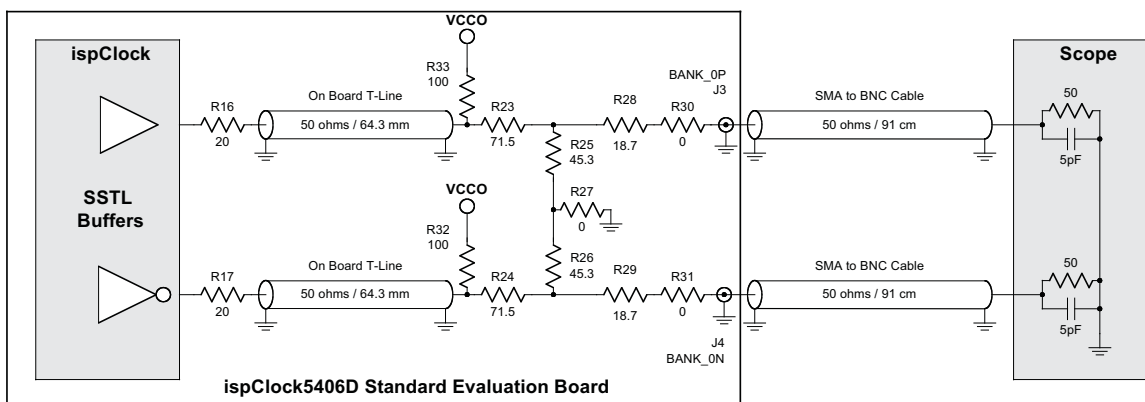 ispClock
SSTL
Buffers
R16
20
On Board T-Line
50 ohms / 64.3 mm
VCCO
R33
100
R23
71.5
R25
45.3
R27
0
R28
18.7
R30
0
BANK_0P
J3
SMA to BNC Cable
50 ohms / 91 cm
Scope
50
5pF
R17
20
On Board T-Line
50 ohms / 64.3 mm
VCCO
R32
100
R24
71.5
R26
45.3
R29
18.7
R31
0
J4
BANK_0N
SMA to BNC Cable
50 ohms / 91 cm
50
5pF
ispClock5406D Standard Evaluation Board